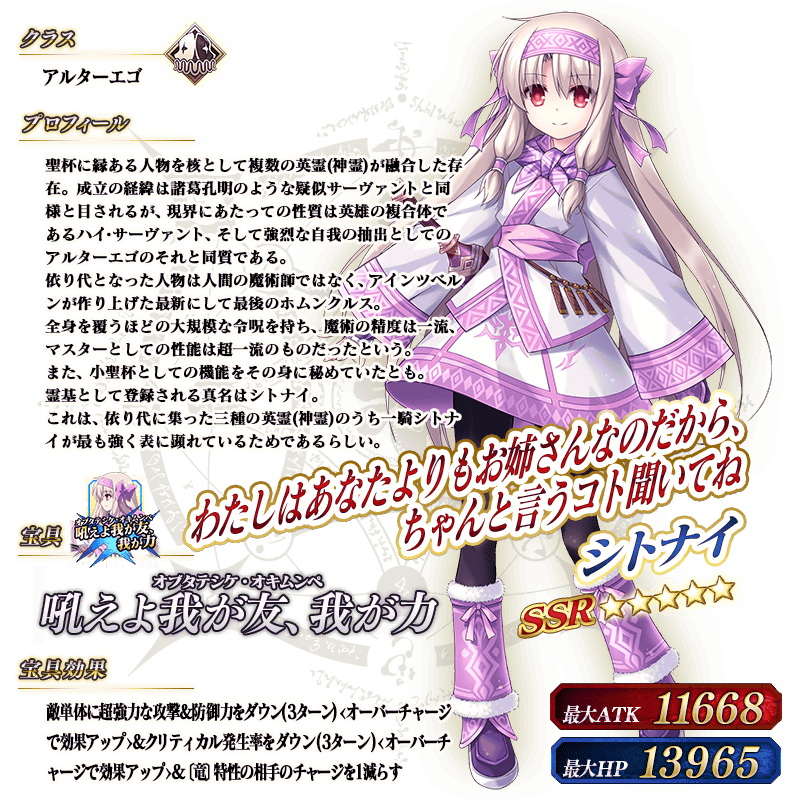 クラス
アルターエゴ
プロフィール
聖杯に縁ある人物を核として複数の英霊(神霊)が融合した存
在。成立の経緯は諸葛孔明のような疑似サーヴァントと同
様と目されるが、現界にあたっての性質は英雄の複合体で
あるハイ・サーヴァント、そして強烈な自我の抽出としての
アルターエゴのそれと同質である。
依り代となった人物は人間の魔術師ではなく、アインツベル
ンが作り上げた最新にして最後のホムンクルス。
全身を覆うほどの大規模な令呪を持ち、魔術の精度は一流、
マスターとしての性能は超一流のものだったという。
また、小聖杯としての機能をその身に秘めていたとも。
霊基として登録される真名はシトナイ。
これは、依り代に集った三種の英霊(神霊)のうち一騎シトナ
イが最も強く表に顕れているためであるらしい。
わたしはあなたよりもお姉さんなのだから、
ちゃんと言うコト聞いてね
シトナイ
SSR
宝具
オプタテシケ・オキムンペ
吼えよ我が友、
我が力
オプタテシケ・オキムンペ
吼えよ我が友、我が力
宝具効果
敵単体に超強力な攻撃&防御力をダウン(3ターン)<オーバーチャージ
で効果アップ>&クリティカル発生率をダウン(3ターン)<オーバーチ
ャージで効果アップ>&〔竜〕特性の相手のチャージを1減らす
最大ATK 11668
最大HP 13965